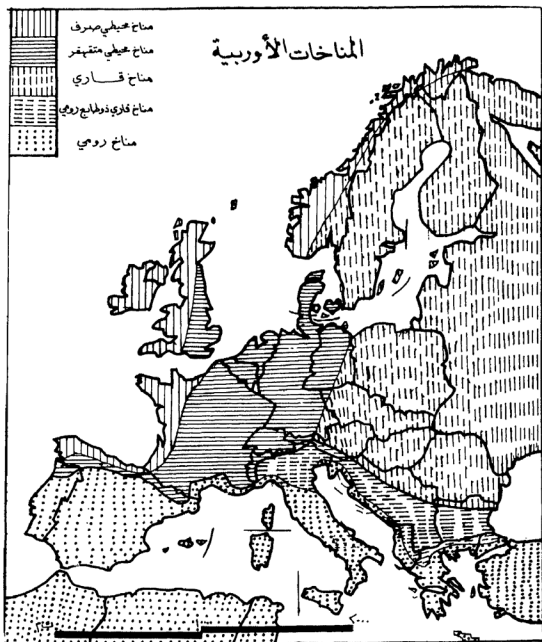 المناخات الأوربية
مناخ محيطي صرف
مناخ محيطي متقهقر
مناخ قاري
مناخ قاري ذو طابع رومي
مناخ رومي